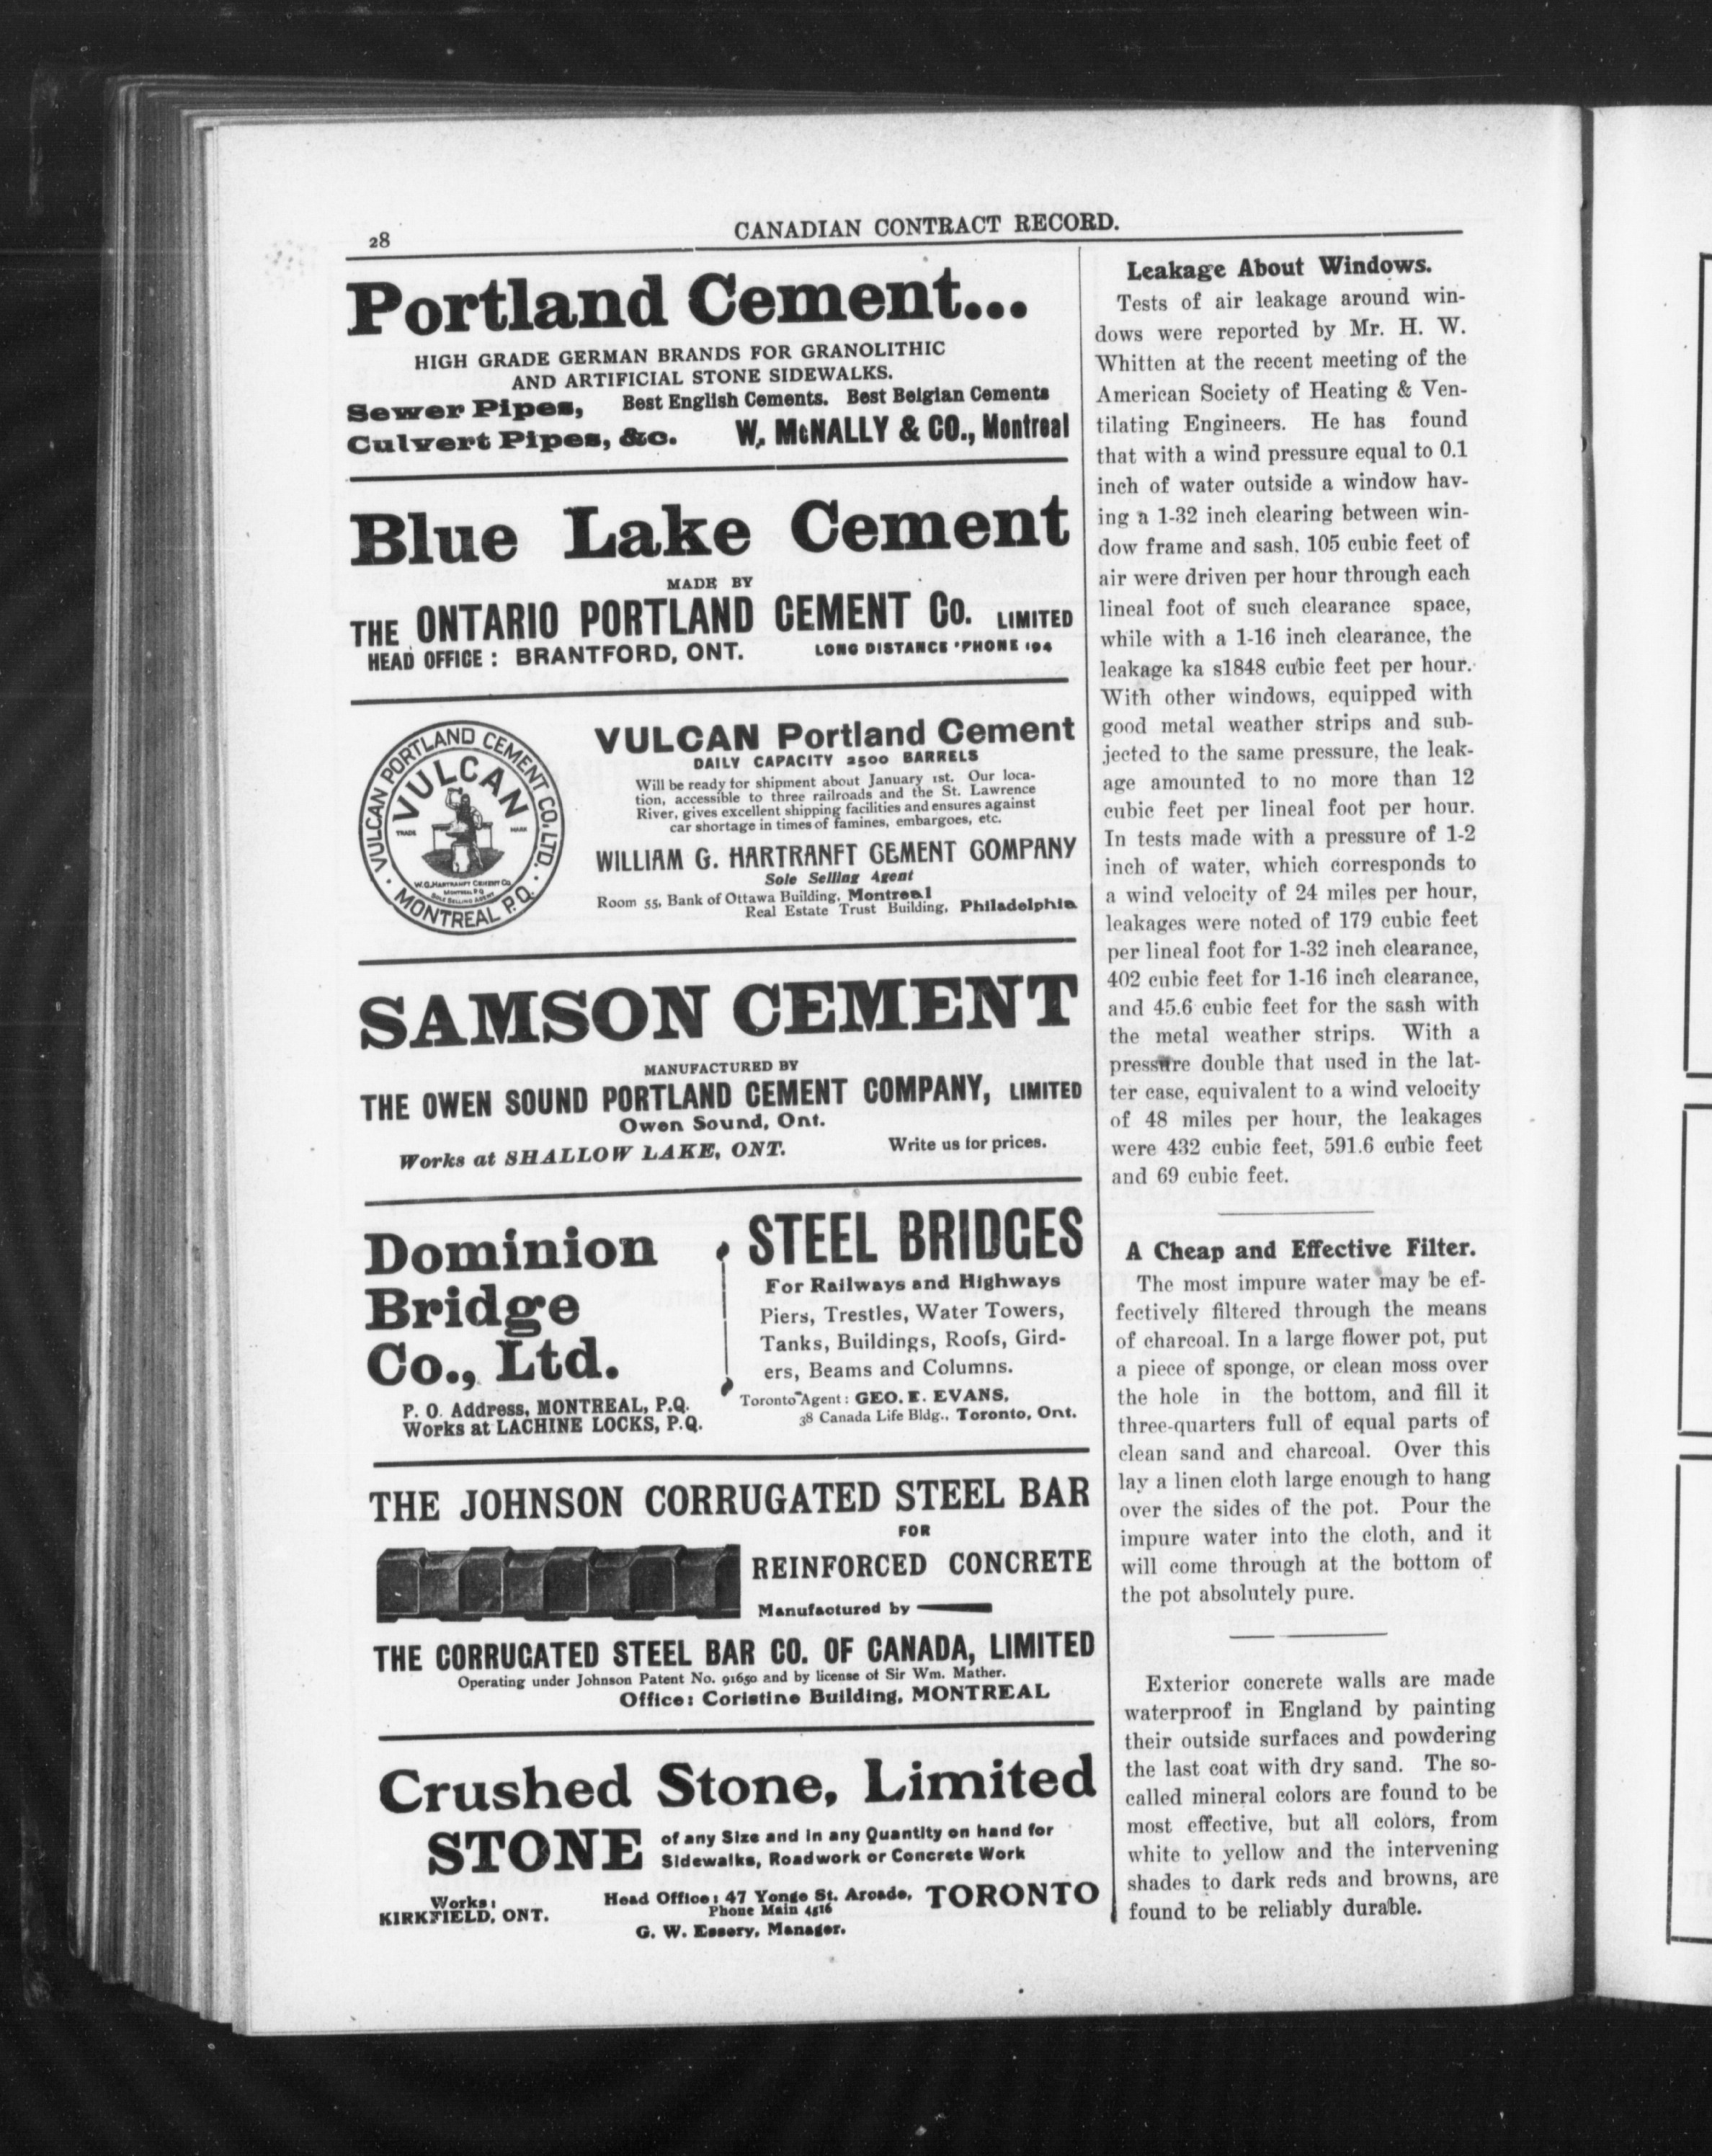 28
CANADIAN CONTRACT RECORD.
Portland Cement...
HIGH GRADE GERMAN BRANDS FOR GRANOLITHIC
AND ARTIFICIAL STONE SIDEWALKS.
Sewer Pipes,
Culvert Pipes, &c.
Best English Cements. Best Belgian Cements
W. McNALLY & CO., Montreal
Blue Lake Cement
MADE BY
THE ONTARIO PORTLAND CEMENT Co. LIMITED
HEAD OFFICE : BRANTFORD, ONT. LONG DISTANCE 'PHONE 194
VULCAN PORTLAND CEMENT CO. LTD.
MONTREAL P.Q.
VULCAN
TRADE MARK
W.G. HARTRANFT CEMENT CO.
MONTREAL P Q
SOLE SELLING AGENT
VULCAN Portland Cement
DAILY CAPACITY 2500 BARRELS
Will be ready for shipment about January 1st. Our loca-
tion, accessible to three railroads and the St. Lawrence
River, gives excellent shipping facilities and ensures against
car shortage in times of famines, embargoes, etc.
WILLIAM G. HARTRANFT CEMENT COMPANY
Sole Selling Agent
Room 55, Bank of Ottawa Building, Montreal
Real Estate Trust Building, Philadelphia
SAMSON CEMENT
MANUFACTURED BY
THE OWEN SOUND PORTLAND CEMENT COMPANY, LIMITED
Owen Sound, Ont.
Works at SHALLOW LAKE, ONT. Write us for prices.
Dominion
Bridge
Co., Ltd.
P. O. Address, MONTREAL, P.Q.
Works at LACHINE LOCKS, P.Q.
STEEL BRIDGES
For Railways and Highways
Piers, Trestles, Water Towers,
Tanks, Buildings, Roofs, Gird-
ers, Beams and Columns.
Toronto Agent: GEO. E. EVANS,
38 Canada Life Bldg., Toronto, Ont.
THE JOHNSON CORRUGATED STEEL BAR
FOR
REINFORCED CONCRETE
Manufactured by
THE CORRUGATED STEEL BAR CO. OF CANADA, LIMITED
Operating under Johnson Patent No. 91650 and by license of Sir Wm. Mather.
Office: Coristine Building, MONTREAL
Crushed Stone, Limited
STONE of any Size and in any Quantity on hand for
Sidewalks, Roadwork or Concrete Work
Works:
KIRKFIELD, ONT.
Head Office: 47 Yonge St. Arcade, TORONTO
Phone Main 4516
G. W. Essery, Manager.
Leakage About Windows.
Tests of air leakage around win-
dows were reported by Mr. H. W.
Whitten at the recent meeting of the
American Society of Heating & Ven-
tilating Engineers. He has found
that with a wind pressure equal to 0.1
inch of water outside a window hav-
ing a 1-32 inch clearing between win-
dow frame and sash, 105 cubic feet of
air were driven per hour through each
lineal foot of such clearance space,
while with a 1-16 inch clearance, the
leakage ka s1848 cubic feet per hour.
With other windows, equipped with
good metal weather strips and sub-
jected to the same pressure, the leak-
age amounted to no more than 12
cubic feet per lineal foot per hour.
In tests made with a pressure of 1-2
inch of water, which corresponds to
a wind velocity of 24 miles per hour,
leakages were noted of 179 cubic feet
per lineal foot for 1-32 inch clearance,
402 cubic feet for 1-16 inch clearance,
and 45.6 cubic feet for the sash with
the metal weather strips. With a
pressure double that used in the lat-
ter case, equivalent to a wind velocity
of 48 miles per hour, the leakages
were 432 cubic feet, 591.6 cubic feet
and 69 cubic feet.
A Cheap and Effective Filter.
The most impure water may be ef-
fectively filtered through the means
of charcoal. In a large flower pot, put
a piece of sponge, or clean moss over
the hole in the bottom, and fill it
three-quarters full of equal parts of
clean sand and charcoal. Over this
lay a linen cloth large enough to hang
over the sides of the pot. Pour the
impure water into the cloth, and it
will come through at the bottom of
the pot absolutely pure.
Exterior concrete walls are made
waterproof in England by painting
their outside surfaces and powdering
the last coat with dry sand. The so-
called mineral colors are found to be
most effective, but all colors, from
white to yellow and the intervening
shades to dark reds and browns, are
found to be reliably durable.